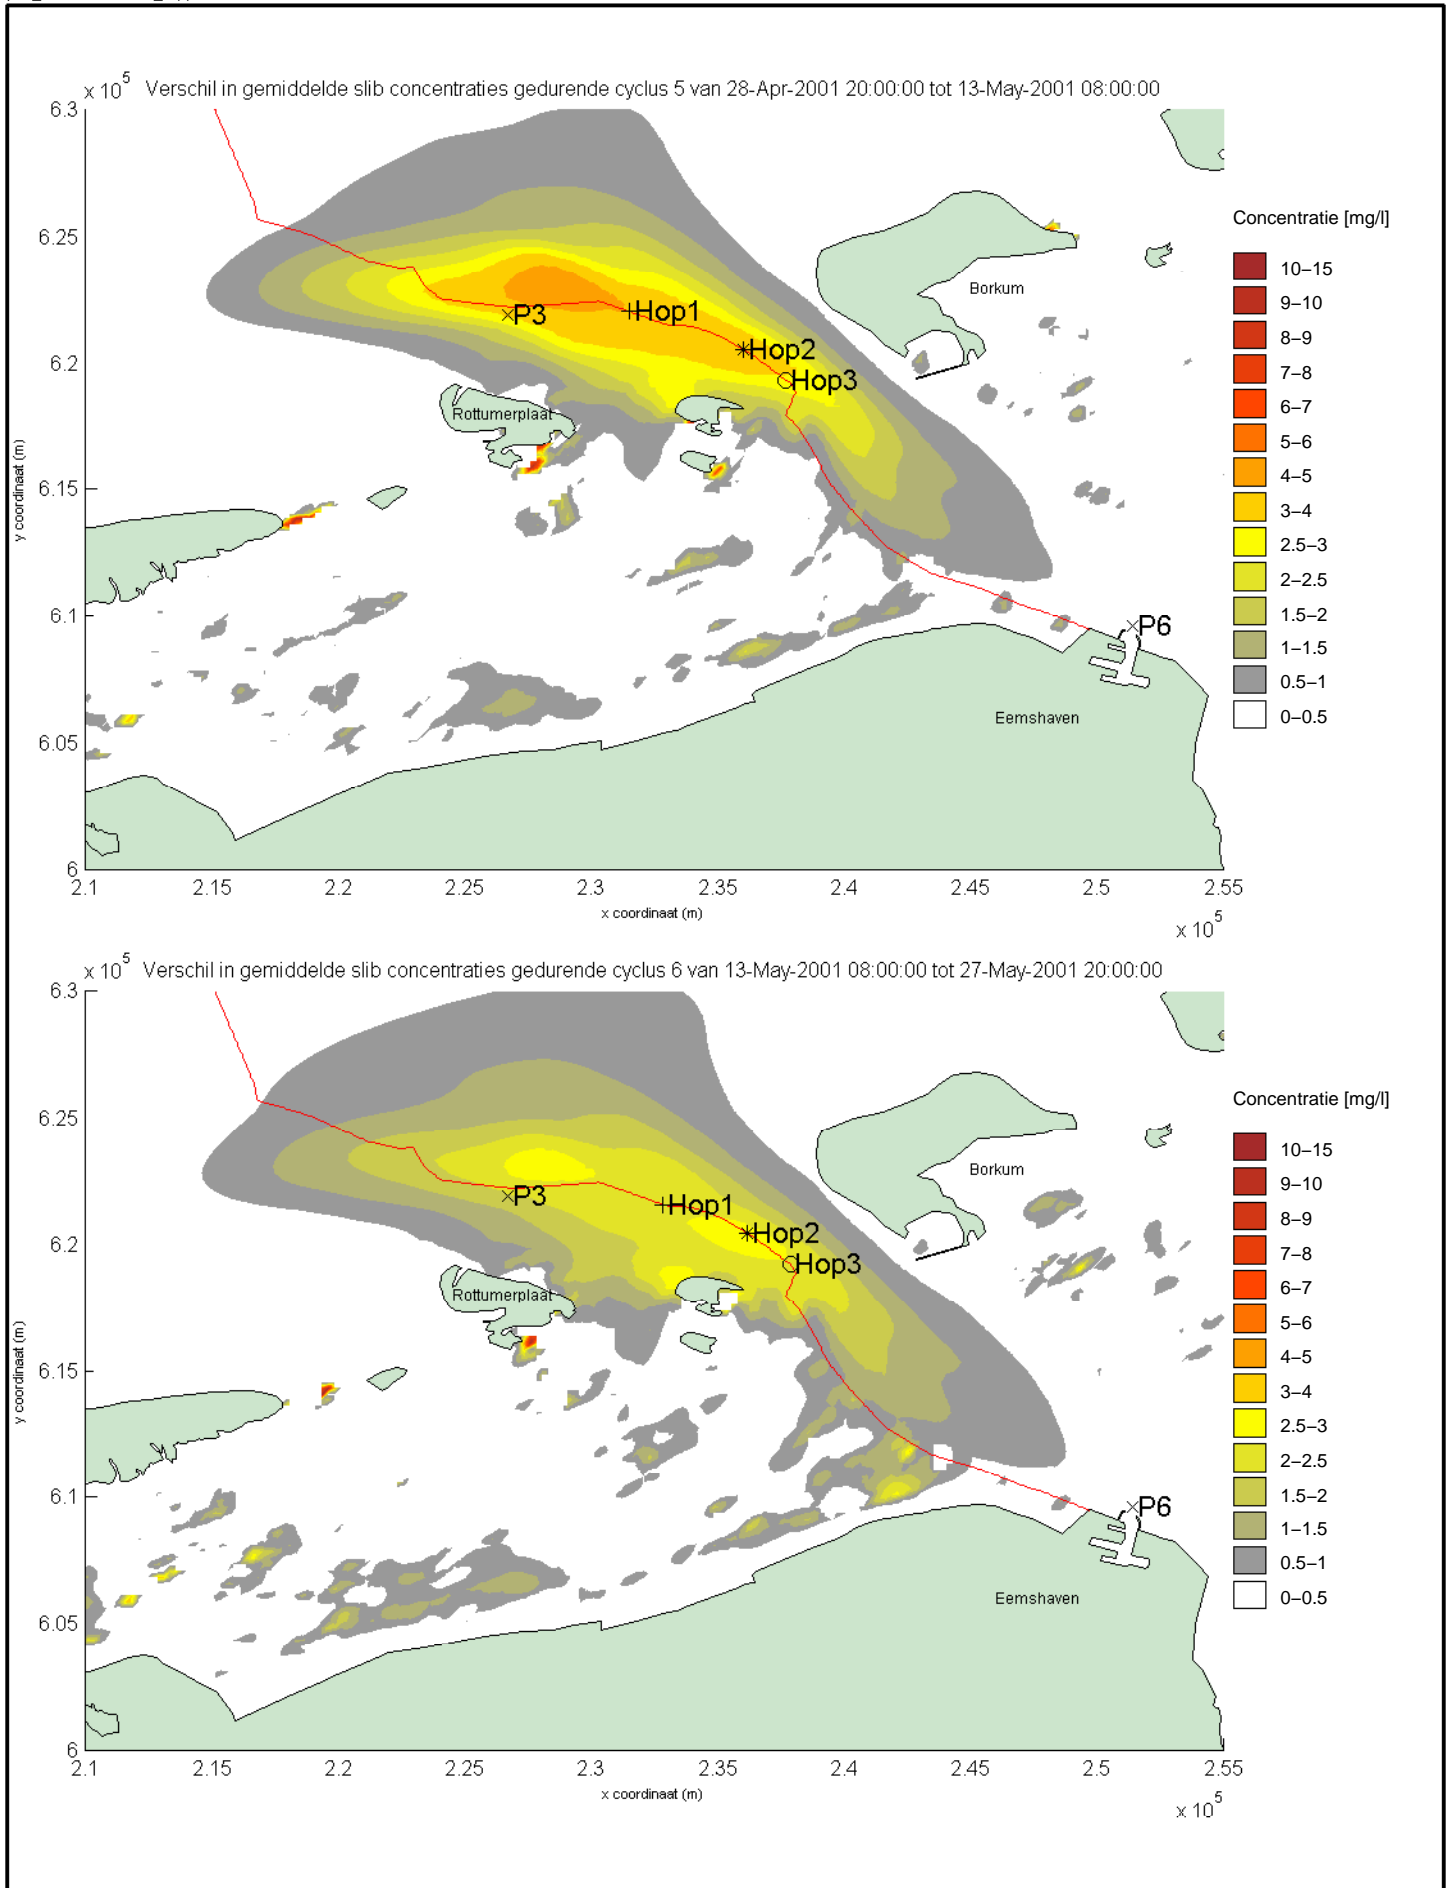 x 10^5 Verschil in gemiddelde slib concentraties gedurende cyclus 5 van 28-Apr-2001 20:00:00 tot 13-May-2001 08:00:00
6.3
6.25
6.2
6.15
6.1
6.05
6
y coordinaat (m)
2.1 2.15 2.2 2.25 2.3 2.35 2.4 2.45 2.5 2.55
x coordinaat (m)
x 10^5
Borkum
P3
Hop1
Hop2
Hop3
Rottumerplaat
P6
Eemshaven
Concentratie [mg/l]
10–15
9–10
8–9
7–8
6–7
5–6
4–5
3–4
2.5–3
2–2.5
1.5–2
1–1.5
0.5–1
0–0.5
x 10^5 Verschil in gemiddelde slib concentraties gedurende cyclus 6 van 13-May-2001 08:00:00 tot 27-May-2001 20:00:00
6.3
6.25
6.2
6.15
6.1
6.05
6
y coordinaat (m)
2.1 2.15 2.2 2.25 2.3 2.35 2.4 2.45 2.5 2.55
x coordinaat (m)
x 10^5
Borkum
P3
Hop1
Hop2
Hop3
Rottumerplaat
P6
Eemshaven
Concentratie [mg/l]
10–15
9–10
8–9
7–8
6–7
5–6
4–5
3–4
2.5–3
2–2.5
1.5–2
1–1.5
0.5–1
0–0.5